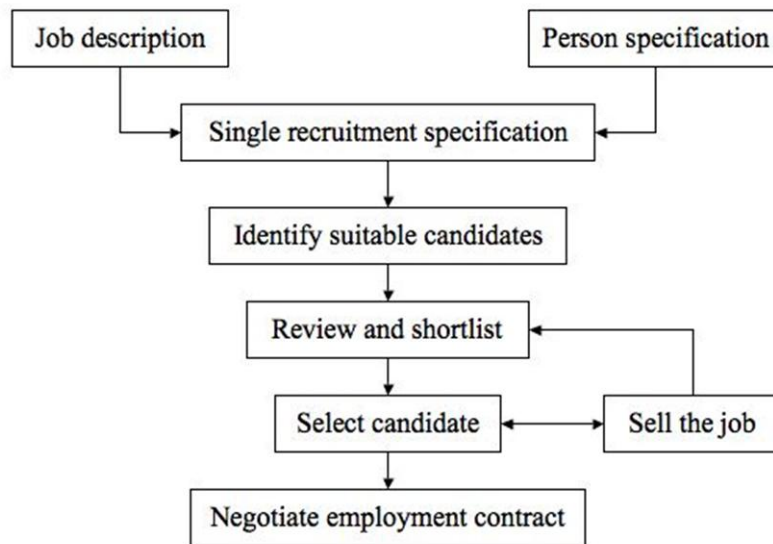 Job description
Person specification
Single recruitment specification
Identify suitable candidates
Review and shortlist
Select candidate
Sell the job
Negotiate employment contract